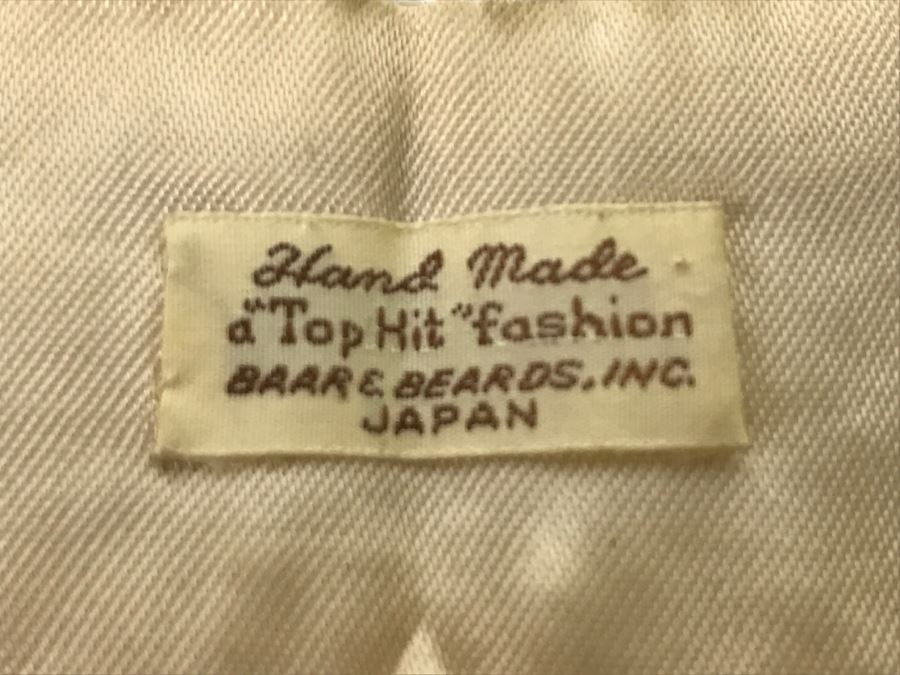 Hand Made
a "Top Hit" fashion
BAAR & BEARDS, INC.
JAPAN